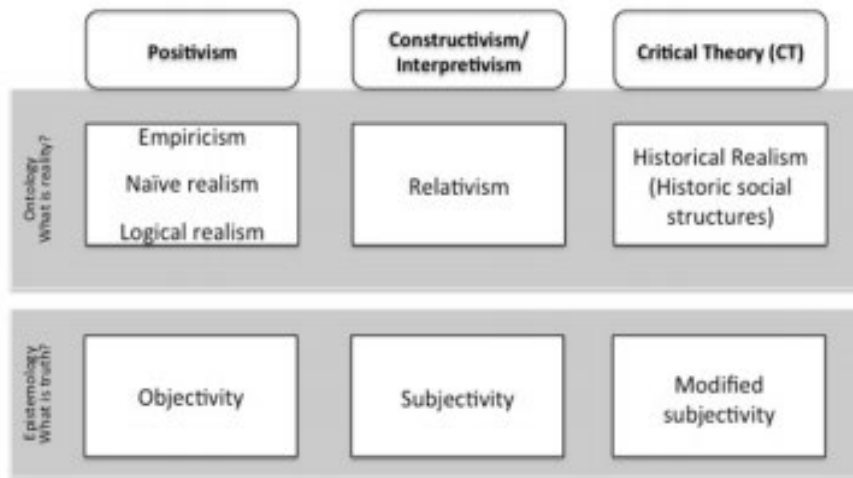 Positivism
Constructivism/
Interpretivism
Critical Theory (CT)
Ontology
What is reality?
Empiricism
Naïve realism
Logical realism
Relativism
Historical Realism
(Historic social
structures)
Epistemology
What is truth?
Objectivity
Subjectivity
Modified
subjectivity